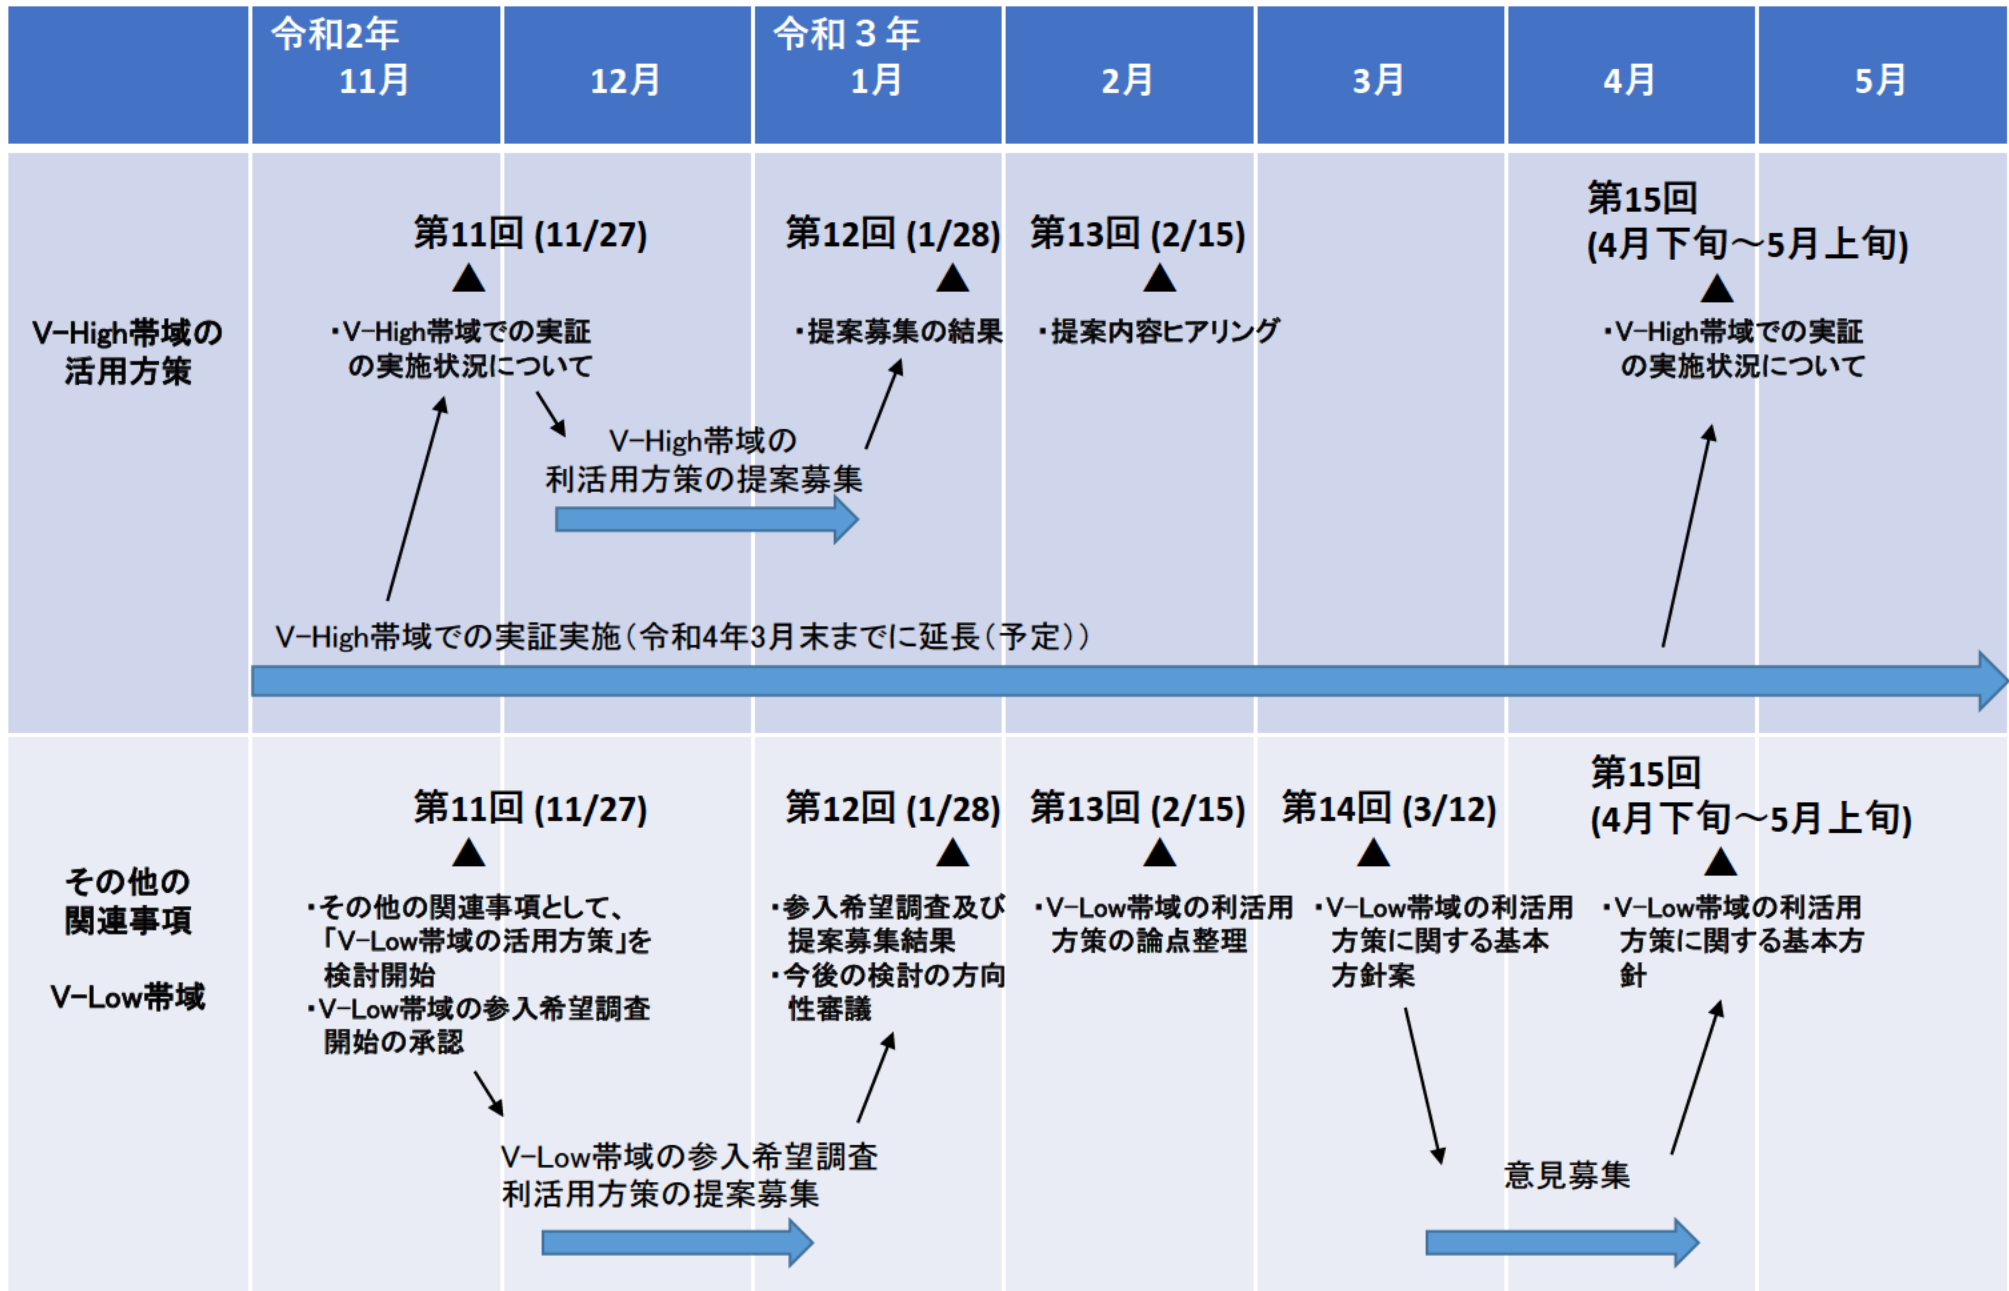 令和2年
11月
12月
令和３年
1月
2月
3月
4月
5月
V-High帯域の
活用方策
第11回 (11/27)
▲
・V-High帯域での実証
の実施状況について
第12回 (1/28)
▲
・提案募集の結果
第13回 (2/15)
▲
・提案内容ヒアリング
第15回
(4月下旬～5月上旬)
▲
・V-High帯域での実証
の実施状況について
V-High帯域の
利活用方策の提案募集
V-High帯域での実証実施（令和4年3月末までに延長（予定））
その他の
関連事項
V-Low帯域
第11回 (11/27)
▲
・その他の関連事項として、
「V-Low帯域の活用方策」を
検討開始
・V-Low帯域の参入希望調査
開始の承認
第12回 (1/28)
▲
・参入希望調査及び
提案募集結果
・今後の検討の方向
性審議
第13回 (2/15)
▲
・V-Low帯域の利活用
方策の論点整理
第14回 (3/12)
▲
・V-Low帯域の利活用
方策に関する基本
方針案
第15回
(4月下旬～5月上旬)
▲
・V-Low帯域の利活用
方策に関する基本方
針
V-Low帯域の参入希望調査
利活用方策の提案募集
意見募集